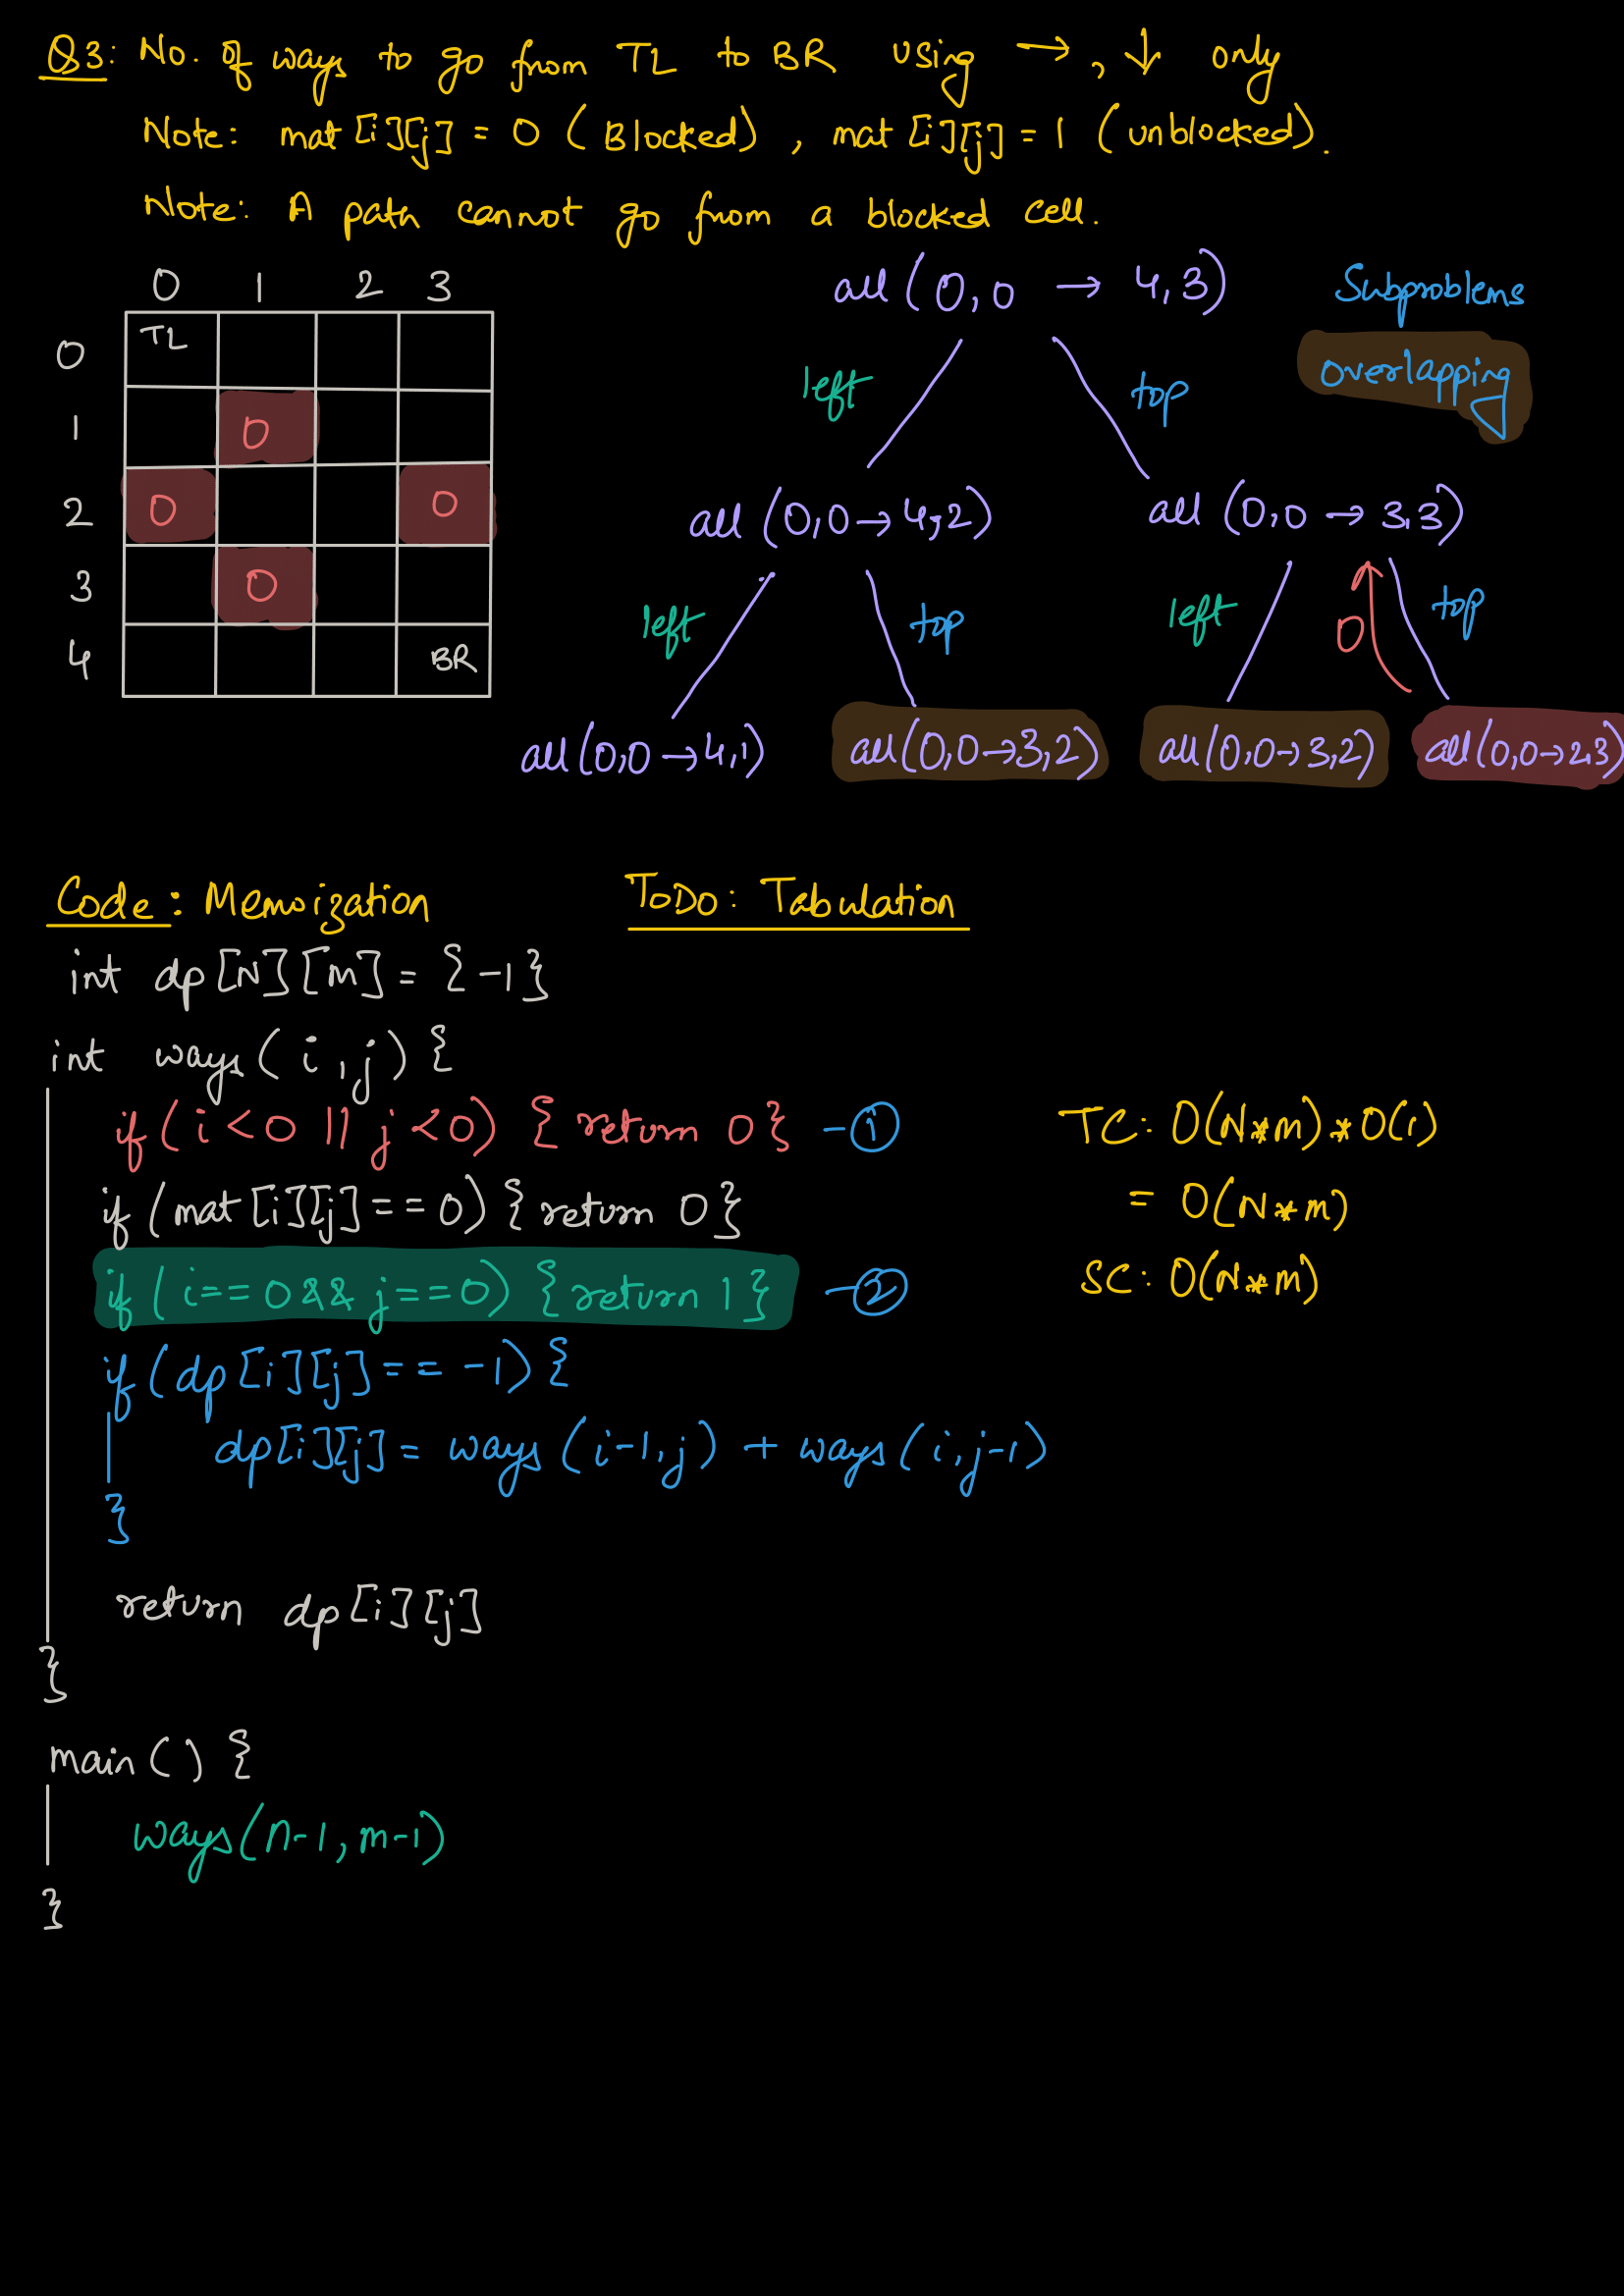 Q3: No. of ways to go from TL to BR using → , ↓ only
Note: mat[i][j] = 0 (Blocked) , mat[i][j] = 1 (unblocked).
Note: A path cannot go from a blocked cell.
0 1 2 3
0 TL
1 0
2 0 0
3 0
4 BR
all (0,0 → 4,3)
Subproblems
overlapping
left top
all (0,0 → 4,2) all (0,0 → 3,3)
left top left 0 top
all(0,0 → 4,1) all(0,0→3,2) all(0,0→3,2) all(0,0→2,3)
Code: Memoization
ToDo: Tabulation
int dp[N][M] = {-1}
int ways(i,j) {
if(i<0 || j<0) { return 0} -①
if(mat[i][j]==0){return 0}
if(i==0 && j==0) {return 1} -②
if(dp[i][j]== -1){
dp[i][j] = ways(i-1,j) + ways(i,j-1)
}
return dp[i][j]
}
main() {
ways(n-1, m-1)
}
TC: O(N*m)*O(1)
= O(N*m)
SC: O(N*m)